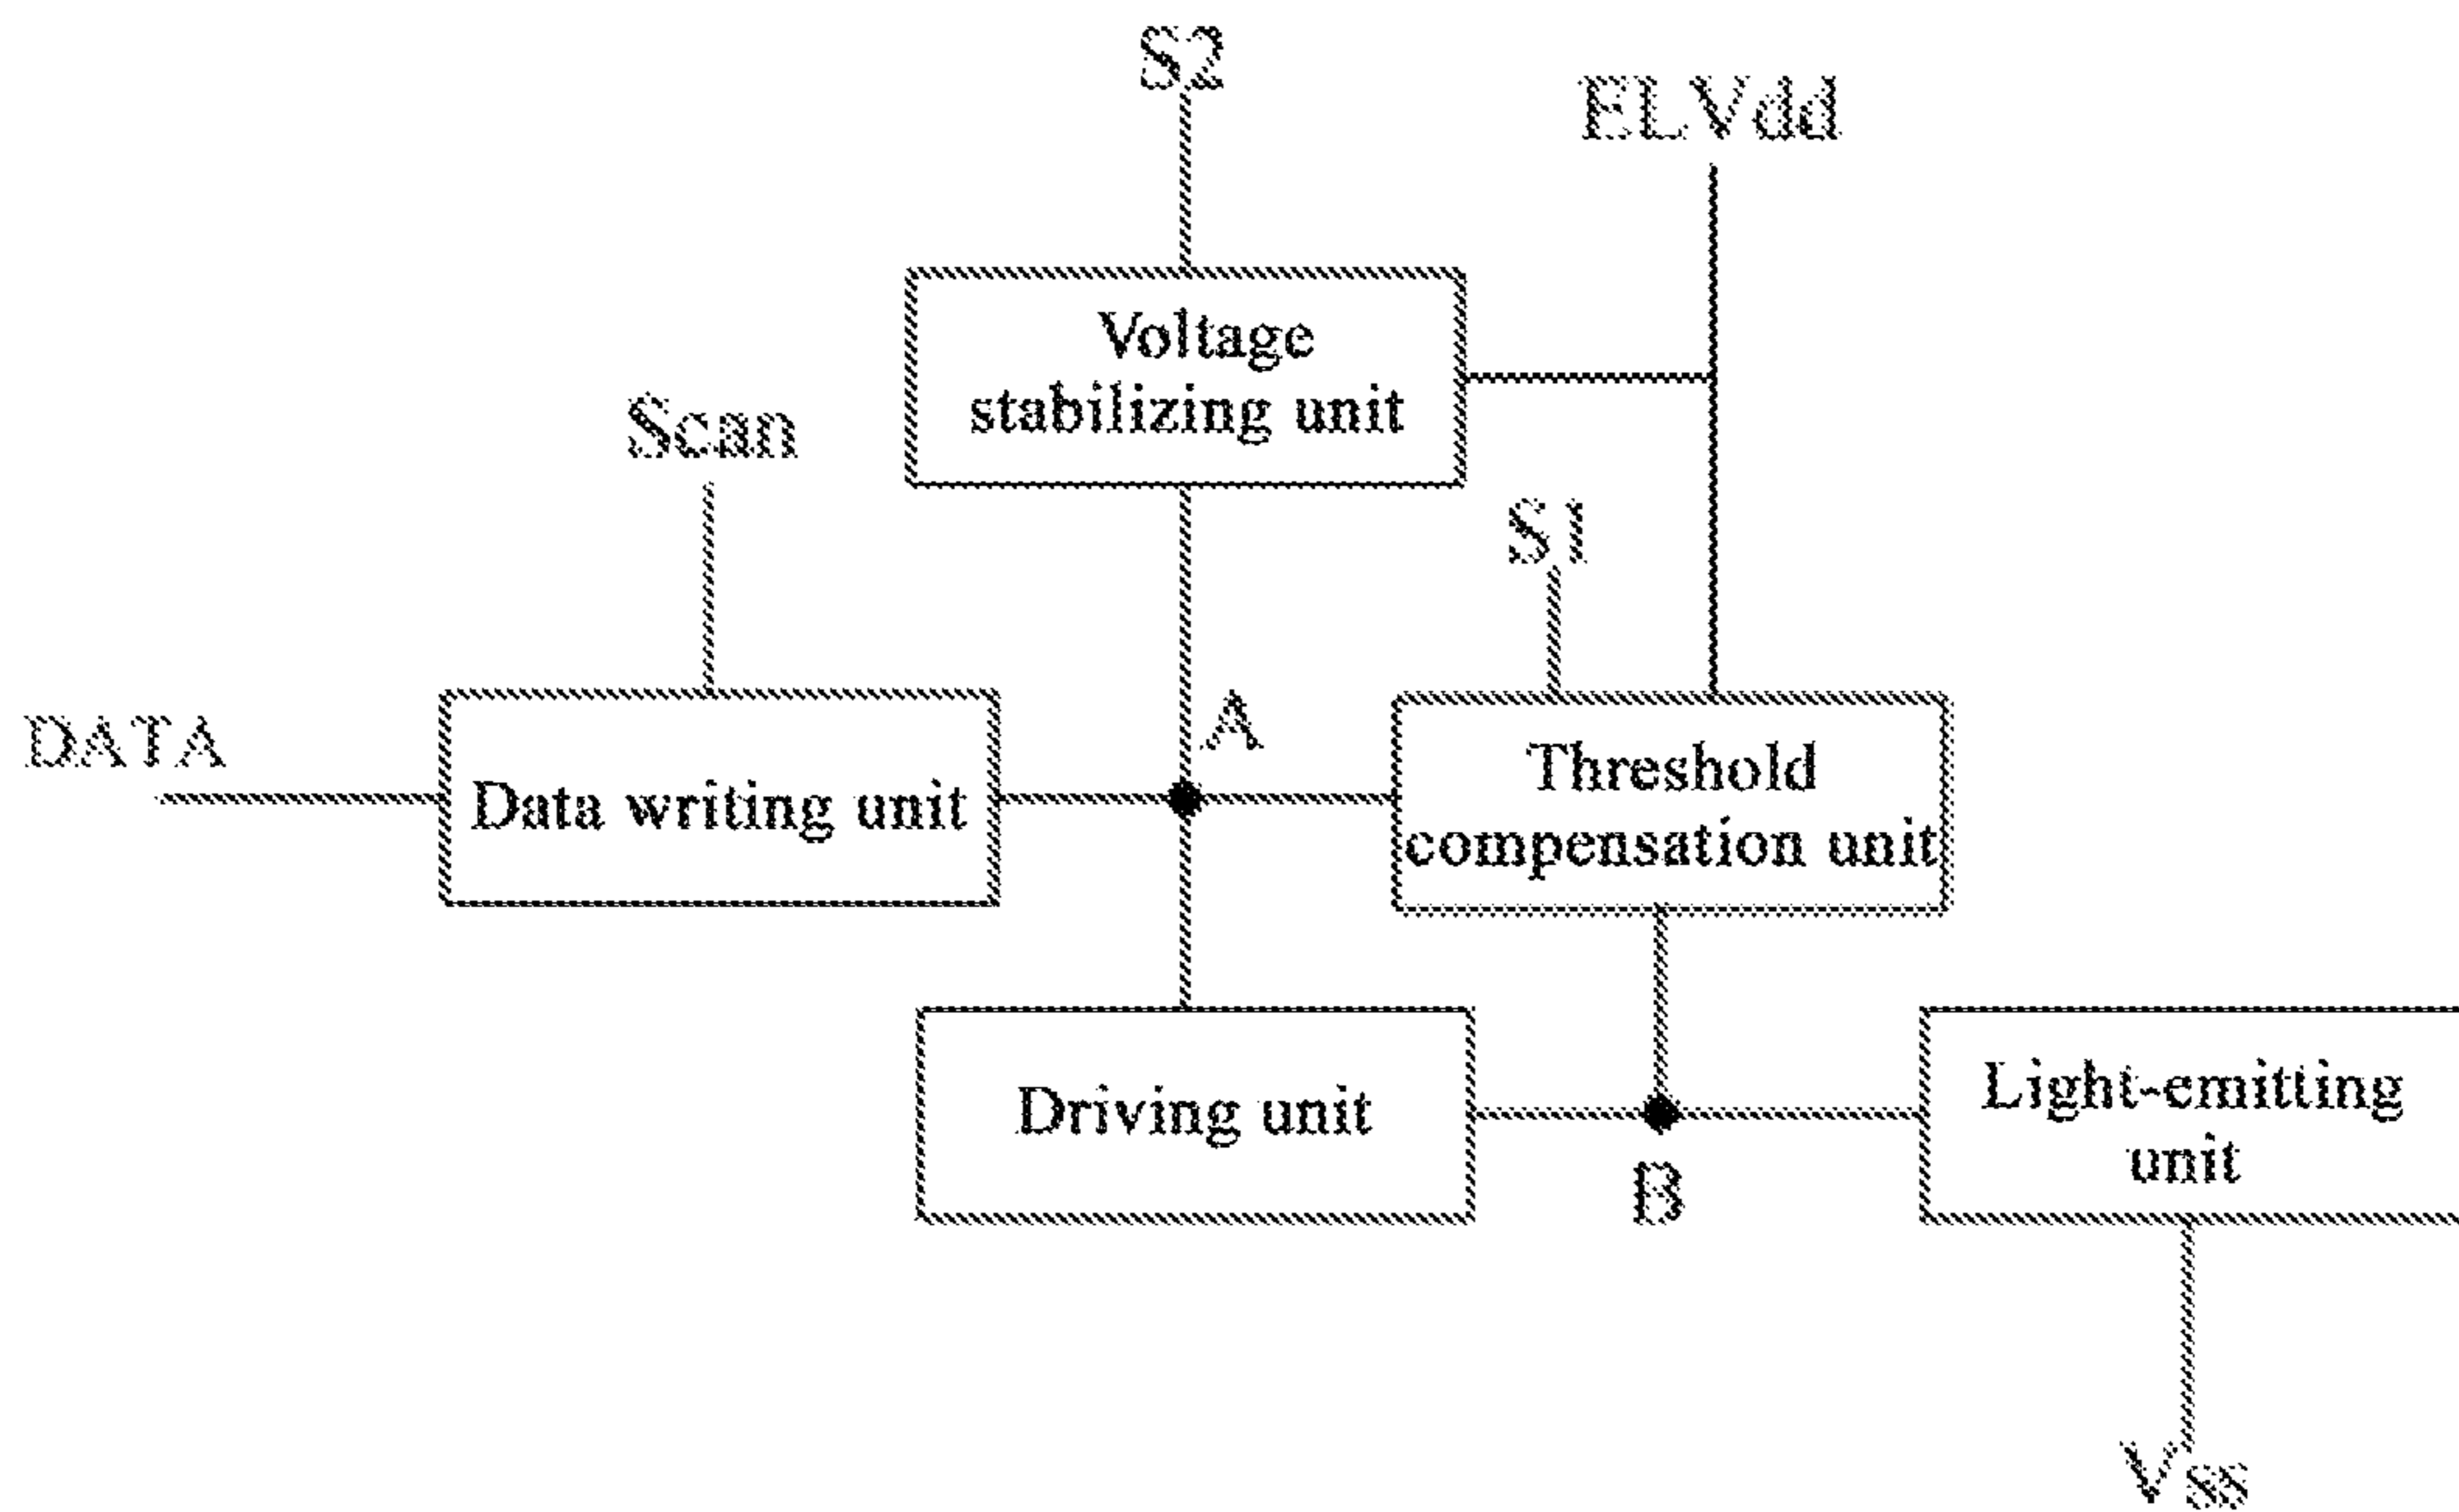 S2
ELVdd
Voltage
stabilizing unit
Scan
S1
DATA
A
Data writing unit
Threshold
compensation unit
Driving unit
B
Light-emitting
unit
Vss